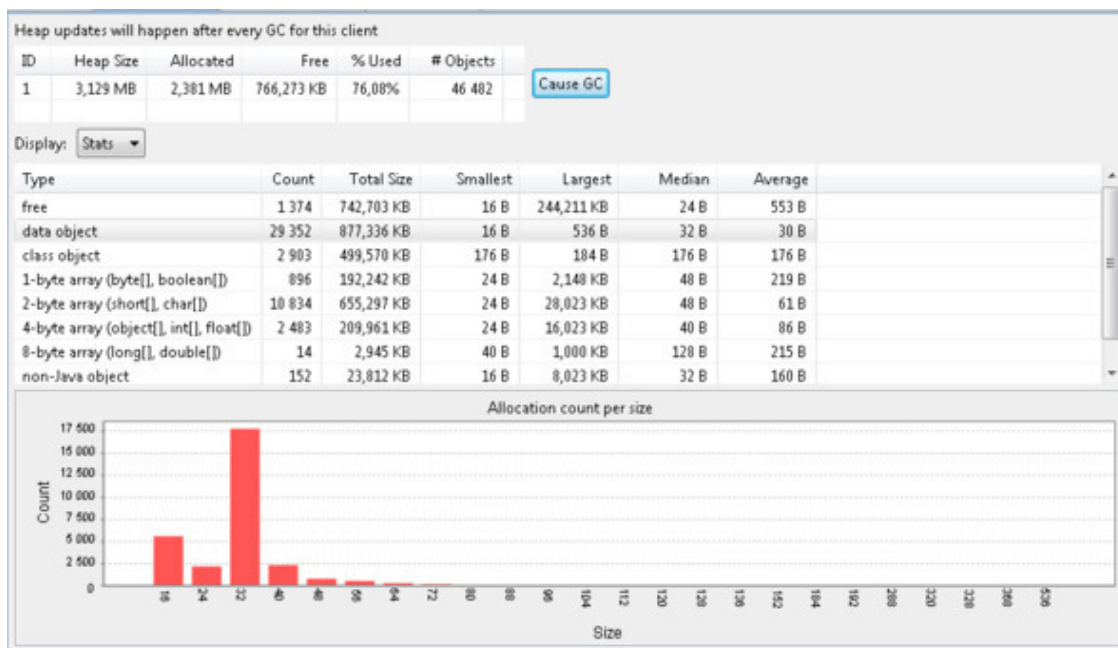 Heap updates will happen after every GC for this client
ID Heap Size Allocated Free % Used # Objects
1 3,129 MB 2,381 MB 766,273 KB 76,08% 46 482
Cause GC
Display: Stats
Type Count Total Size Smallest Largest Median Average
free 1 374 742,703 KB 16 B 244,211 KB 24 B 553 B
data object 29 352 877,336 KB 16 B 536 B 32 B 30 B
class object 2 903 499,570 KB 176 B 184 B 176 B 176 B
1-byte array (byte[], boolean[]) 896 192,242 KB 24 B 2,148 KB 48 B 219 B
2-byte array (short[], char[]) 10 834 655,297 KB 24 B 28,023 KB 48 B 61 B
4-byte array (object[], int[], float[]) 2 483 209,961 KB 24 B 16,023 KB 40 B 86 B
8-byte array (long[], double[]) 14 2,945 KB 40 B 1,000 KB 128 B 215 B
non-Java object 152 23,812 KB 16 B 8,023 KB 32 B 160 B
Allocation count per size
17 500
15 000
12 500
10 000
7 500
5 000
2 500
0
Count
16 24 32 40 48 56 64 72 80 88 96 104 112 120 128 136 152 184 192 288 320 328 368 536
Size